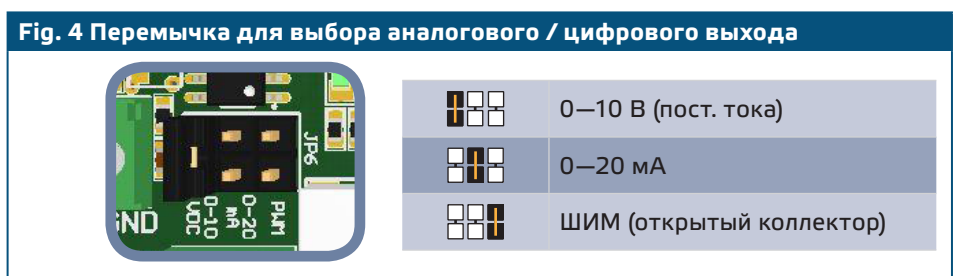 Fig. 4 Перемычка для выбора аналогового / цифрового выхода
JP6
GND
0-10
VDC
0-20
mA
PWM
0—10 В (пост. тока)
0—20 мА
ШИМ (открытый коллектор)